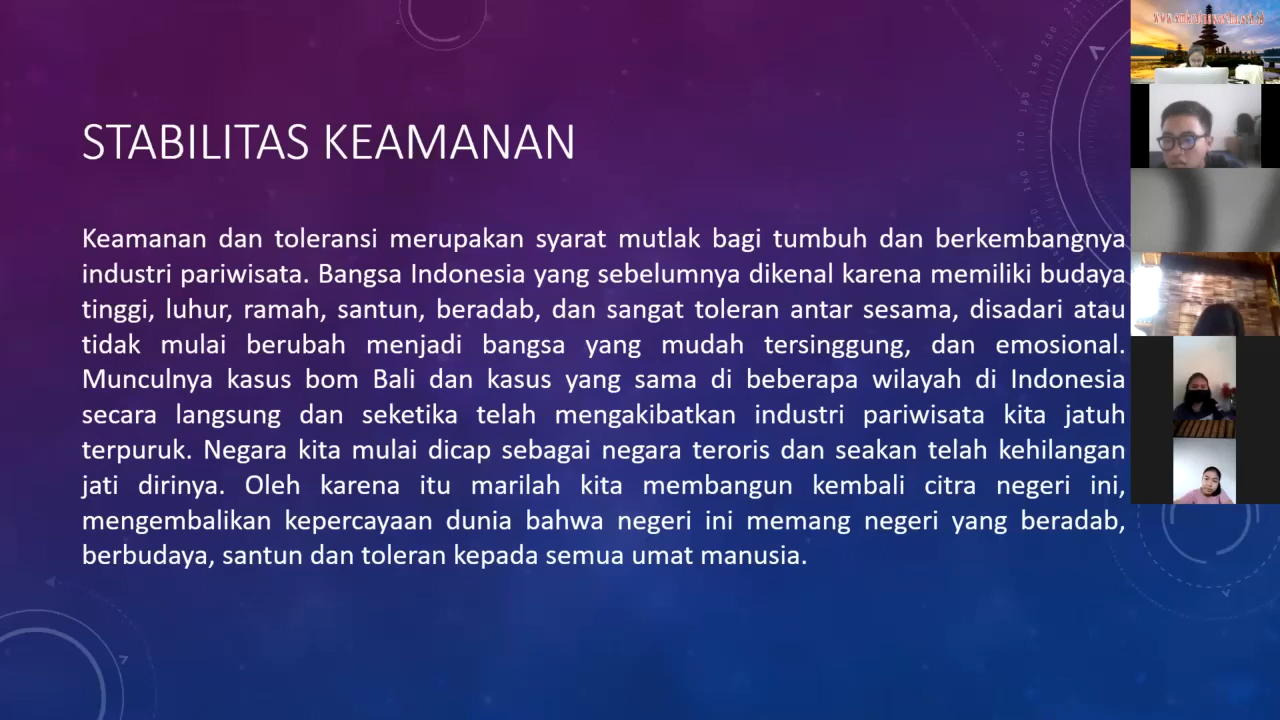 STABILITAS KEAMANAN
Keamanan dan toleransi merupakan syarat mutlak bagi tumbuh dan berkembangnya
industri pariwisata. Bangsa Indonesia yang sebelumnya dikenal karena memiliki budaya
tinggi, luhur, ramah, santun, beradab, dan sangat toleran antar sesama, disadari atau
tidak mulai berubah menjadi bangsa yang mudah tersinggung, dan emosional.
Munculnya kasus bom Bali dan kasus yang sama di beberapa wilayah di Indonesia
secara langsung dan seketika telah mengakibatkan industri pariwisata kita jatuh
terpuruk. Negara kita mulai dicap sebagai negara teroris dan seakan telah kehilangan
jati dirinya. Oleh karena itu marilah kita membangun kembali citra negeri ini,
mengembalikan kepercayaan dunia bahwa negeri ini memang negeri yang beradab,
berbudaya, santun dan toleran kepada semua umat manusia.
160 170 180 190 200